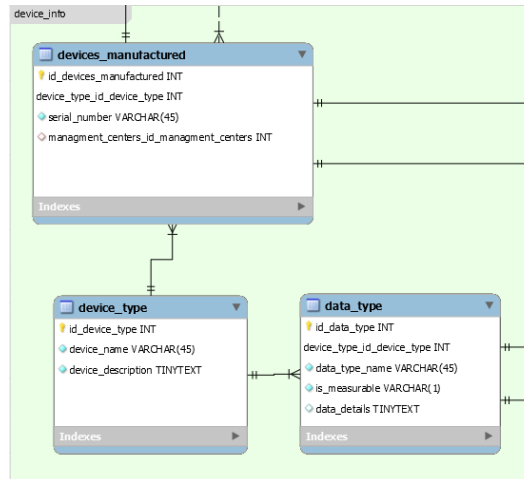 device_info
devices_manufactured
id_devices_manufactured INT
device_type_id_device_type INT
serial_number VARCHAR(45)
managment_centers_id_managment_centers INT
Indexes
device_type
id_device_type INT
device_name VARCHAR(45)
device_description TINYTEXT
Indexes
data_type
id_data_type INT
device_type_id_device_type INT
data_type_name VARCHAR(45)
is_measurable VARCHAR(1)
data_details TINYTEXT
Indexes